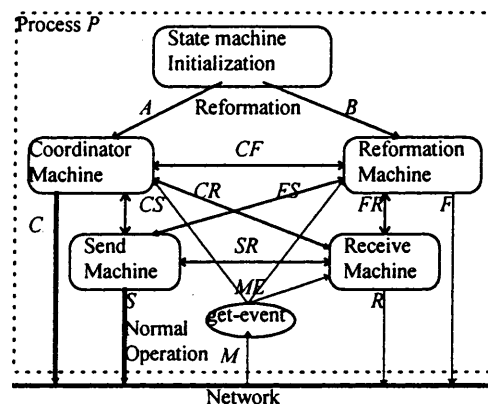 Process P
State machine
Initialization
A
Reformation
B
Coordinator
Machine
CF
Reformation
Machine
C
CS
CR
FS
FR
F
Send
Machine
SR
Receive
Machine
S
ME
R
Normal
Operation
get-event
M
Network